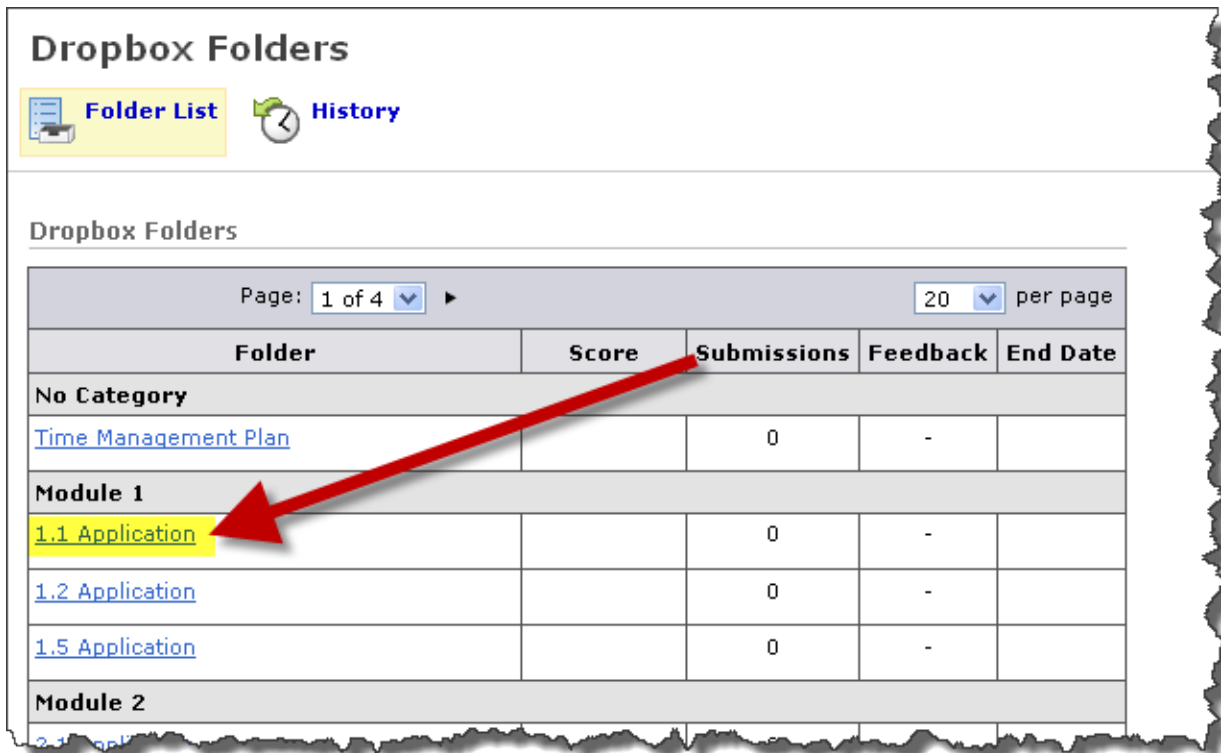 Dropbox Folders
Folder List History
Dropbox Folders
Page: 1 of 4 20 per page
Folder Score Submissions Feedback End Date
No Category
Time Management Plan 0 -
Module 1
1.1 Application 0 -
1.2 Application 0 -
1.5 Application 0 -
Module 2